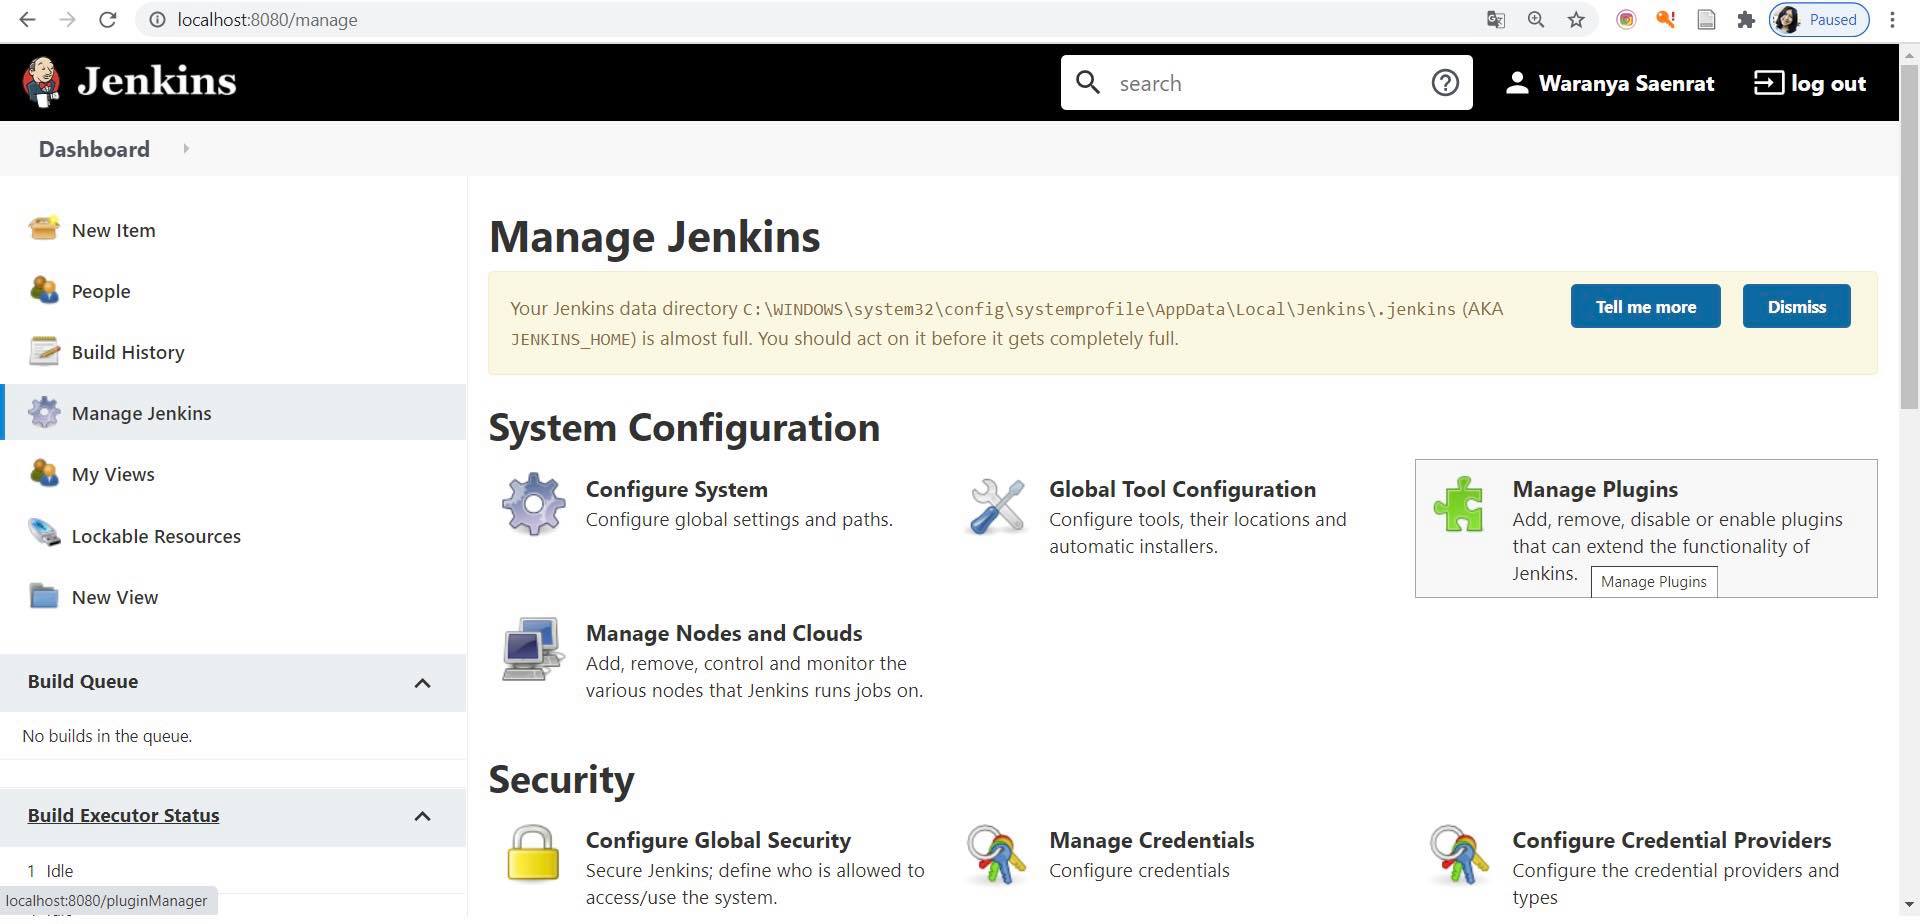 localhost:8080/manage
Paused
Jenkins
search
Waranya Saenrat
log out
Dashboard
New Item
People
Build History
Manage Jenkins
My Views
Lockable Resources
New View
Build Queue
No builds in the queue.
Build Executor Status
1 Idle
localhost:8080/pluginManager
Manage Jenkins
Your Jenkins data directory C:\WINDOWS\system32\config\systemprofile\AppData\Local\Jenkins\.jenkins (AKA
JENKINS_HOME) is almost full. You should act on it before it gets completely full.
Tell me more
Dismiss
System Configuration
Configure System
Configure global settings and paths.
Global Tool Configuration
Configure tools, their locations and
automatic installers.
Manage Plugins
Add, remove, disable or enable plugins
that can extend the functionality of
Jenkins.
Manage Plugins
Manage Nodes and Clouds
Add, remove, control and monitor the
various nodes that Jenkins runs jobs on.
Security
Configure Global Security
Secure Jenkins; define who is allowed to
access/use the system.
Manage Credentials
Configure credentials
Configure Credential Providers
Configure the credential providers and
types